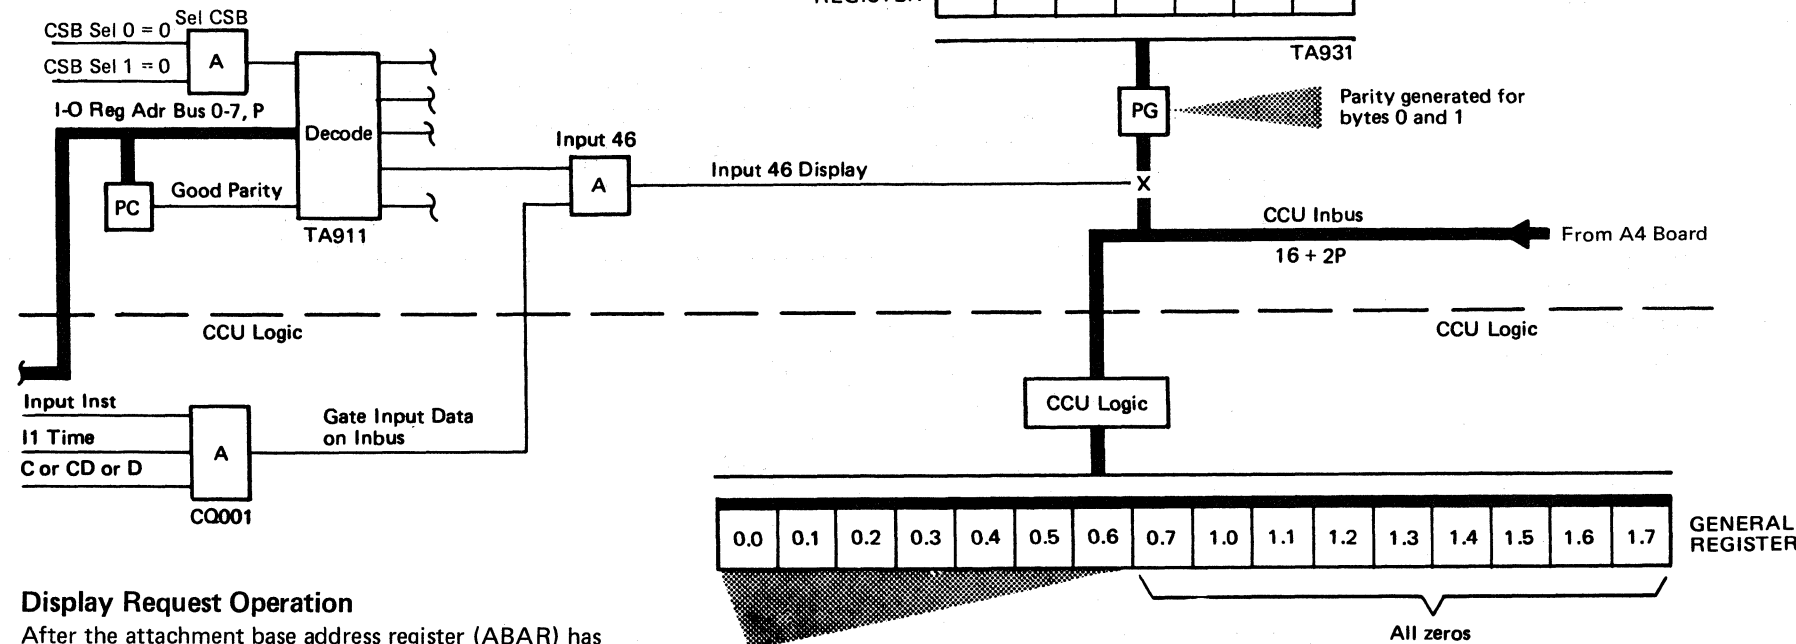 REGISTER
Sel CSB
CSB Sel 0 = 0
A
CSB Sel 1 = 0
TA931
I-O Reg Adr Bus 0-7, P
PG
Parity generated for
bytes 0 and 1
Decode
Input 46
A
Input 46 Display
X
PC
Good Parity
TA911
CCU Inbus
From A4 Board
16 + 2P
CCU Logic
CCU Logic
Input Inst
I1 Time
C or CD or D
A
Gate Input Data
on Inbus
CQ001
CCU Logic
0.0 0.1 0.2 0.3 0.4 0.5 0.6 0.7 1.0 1.1 1.2 1.3 1.4 1.5 1.6 1.7
GENERAL
REGISTER
All zeros
Display Request Operation
After the attachment base address register (ABAR) has